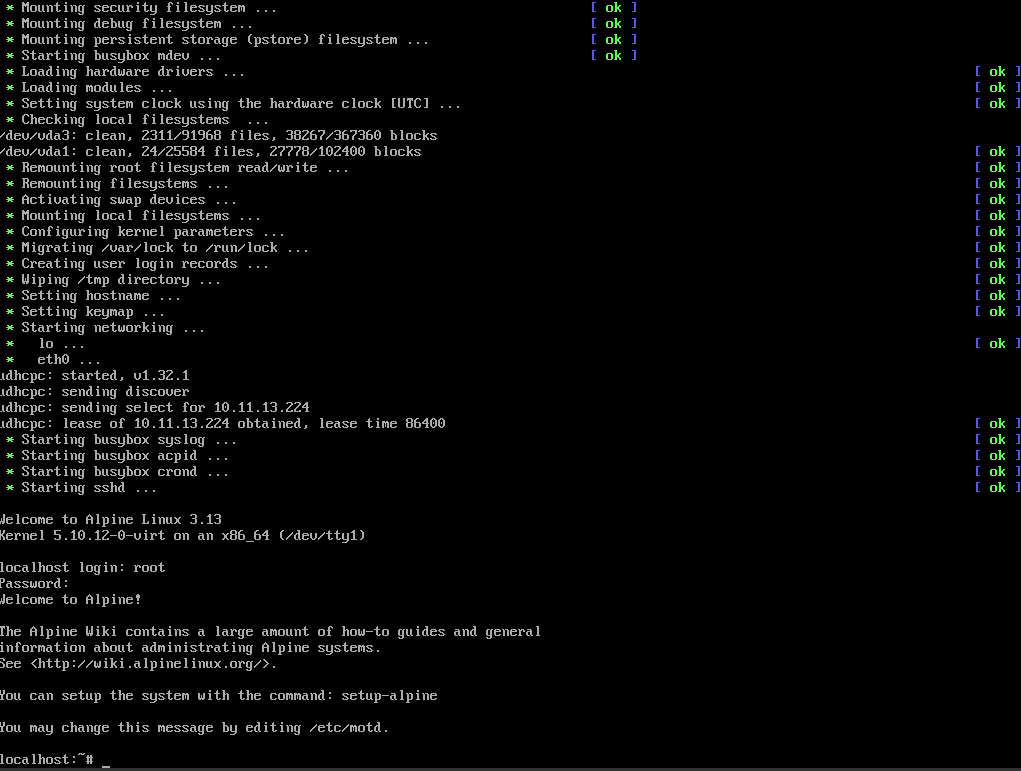 * Mounting security filesystem ... [ ok ]
* Mounting debug filesystem ... [ ok ]
* Mounting persistent storage (pstore) filesystem ... [ ok ]
* Starting busybox mdev ... [ ok ]
* Loading hardware drivers ... [ ok ]
* Loading modules ... [ ok ]
* Setting system clock using the hardware clock [UTC] ... [ ok ]
* Checking local filesystems  ...
/dev/vda3: clean, 2311/91968 files, 38267/367360 blocks
/dev/vda1: clean, 24/25584 files, 27778/102400 blocks [ ok ]
* Remounting root filesystem read/write ... [ ok ]
* Remounting filesystems ... [ ok ]
* Activating swap devices ... [ ok ]
* Mounting local filesystems ... [ ok ]
* Configuring kernel parameters ... [ ok ]
* Migrating /var/lock to /run/lock ... [ ok ]
* Creating user login records ... [ ok ]
* Wiping /tmp directory ... [ ok ]
* Setting hostname ... [ ok ]
* Setting keymap ... [ ok ]
* Starting networking ...
*   lo ... [ ok ]
*   eth0 ...
udhcpc: started, v1.32.1
udhcpc: sending discover
udhcpc: sending select for 10.11.13.224
udhcpc: lease of 10.11.13.224 obtained, lease time 86400 [ ok ]
* Starting busybox syslog ... [ ok ]
* Starting busybox acpid ... [ ok ]
* Starting busybox crond ... [ ok ]
* Starting sshd ... [ ok ]
Welcome to Alpine Linux 3.13
Kernel 5.10.12-0-virt on an x86_64 (/dev/tty1)
localhost login: root
Password:
Welcome to Alpine!
The Alpine Wiki contains a large amount of how-to guides and general
information about administrating Alpine systems.
See <http://wiki.alpinelinux.org/>.
You can setup the system with the command: setup-alpine
You may change this message by editing /etc/motd.
localhost:~# _